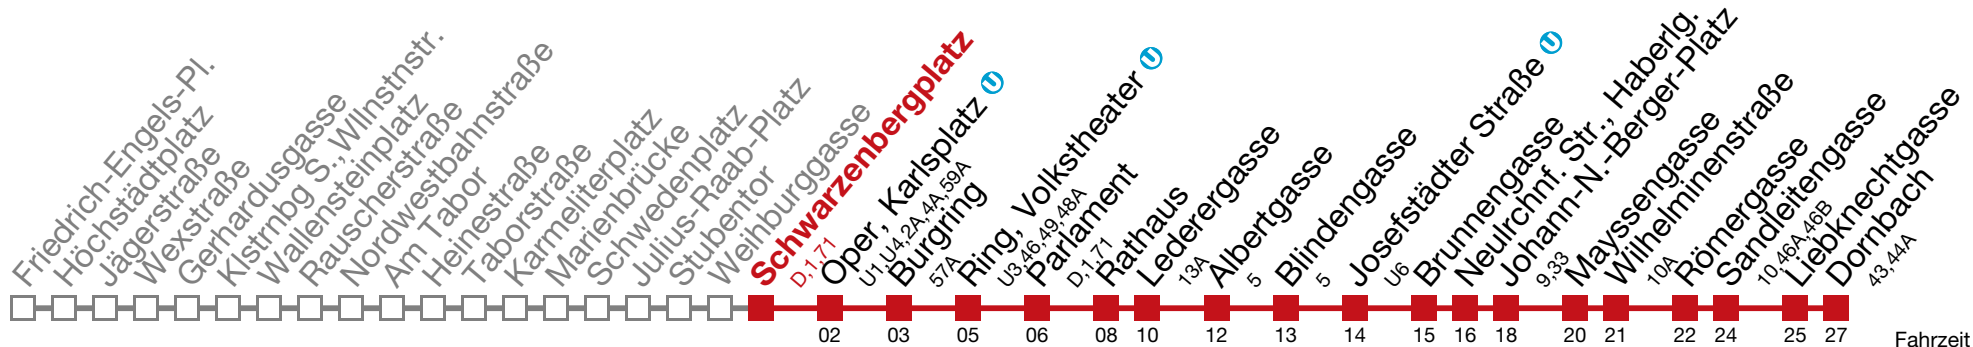 Friedrich-Engels-Pl.
Höchstädtplatz
Jägerstraße
Wexstraße
Gerhardusgasse
Klstrnbg S., Wllnstnstr.
Wallensteinplatz
Rauscherstraße
Nordwestbahnstraße
Am Tabor
Heinestraße
Taborstraße
Karmeliterplatz
Marienbrücke
Schwedenplatz
Julius-Raab-Platz
Stubentor
Weihburggasse
Schwarzenbergplatz
D,1,71
Oper, Karlsplatz U
U1,U4,2A,4A,59A
Burgring
57A
Ring, Volkstheater U
U3,46,49,48A
Parlament
D,1,71
Rathaus
Lederergasse
13A
Albertgasse
5
Blindengasse
5
Josefstädter Straße U
U6
Brunnengasse
Neulrchnf. Str., Haberlg.
Johann-N.-Berger-Platz
9,33
Mayssengasse
Wilhelminenstraße
10A
Römergasse
Sandleitengasse
10,46A,46B
Liebknechtgasse
Dornbach
43,44A
02 03 05 06 08 10 12 13 14 15 16 18 20 21 22 24 25 27 Fahrzeit